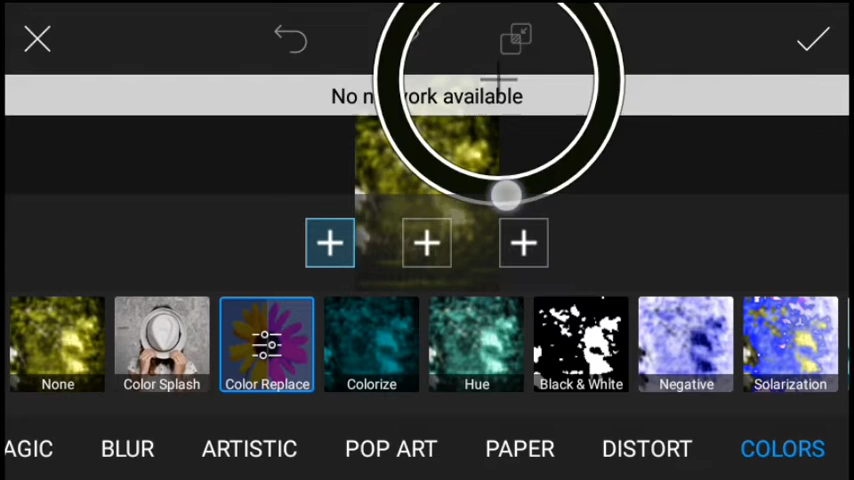 No network available
None
Color Splash
Color Replace
Colorize
Hue
Black & White
Negative
Solarization
AGIC
BLUR
ARTISTIC
POP ART
PAPER
DISTORT
COLORS